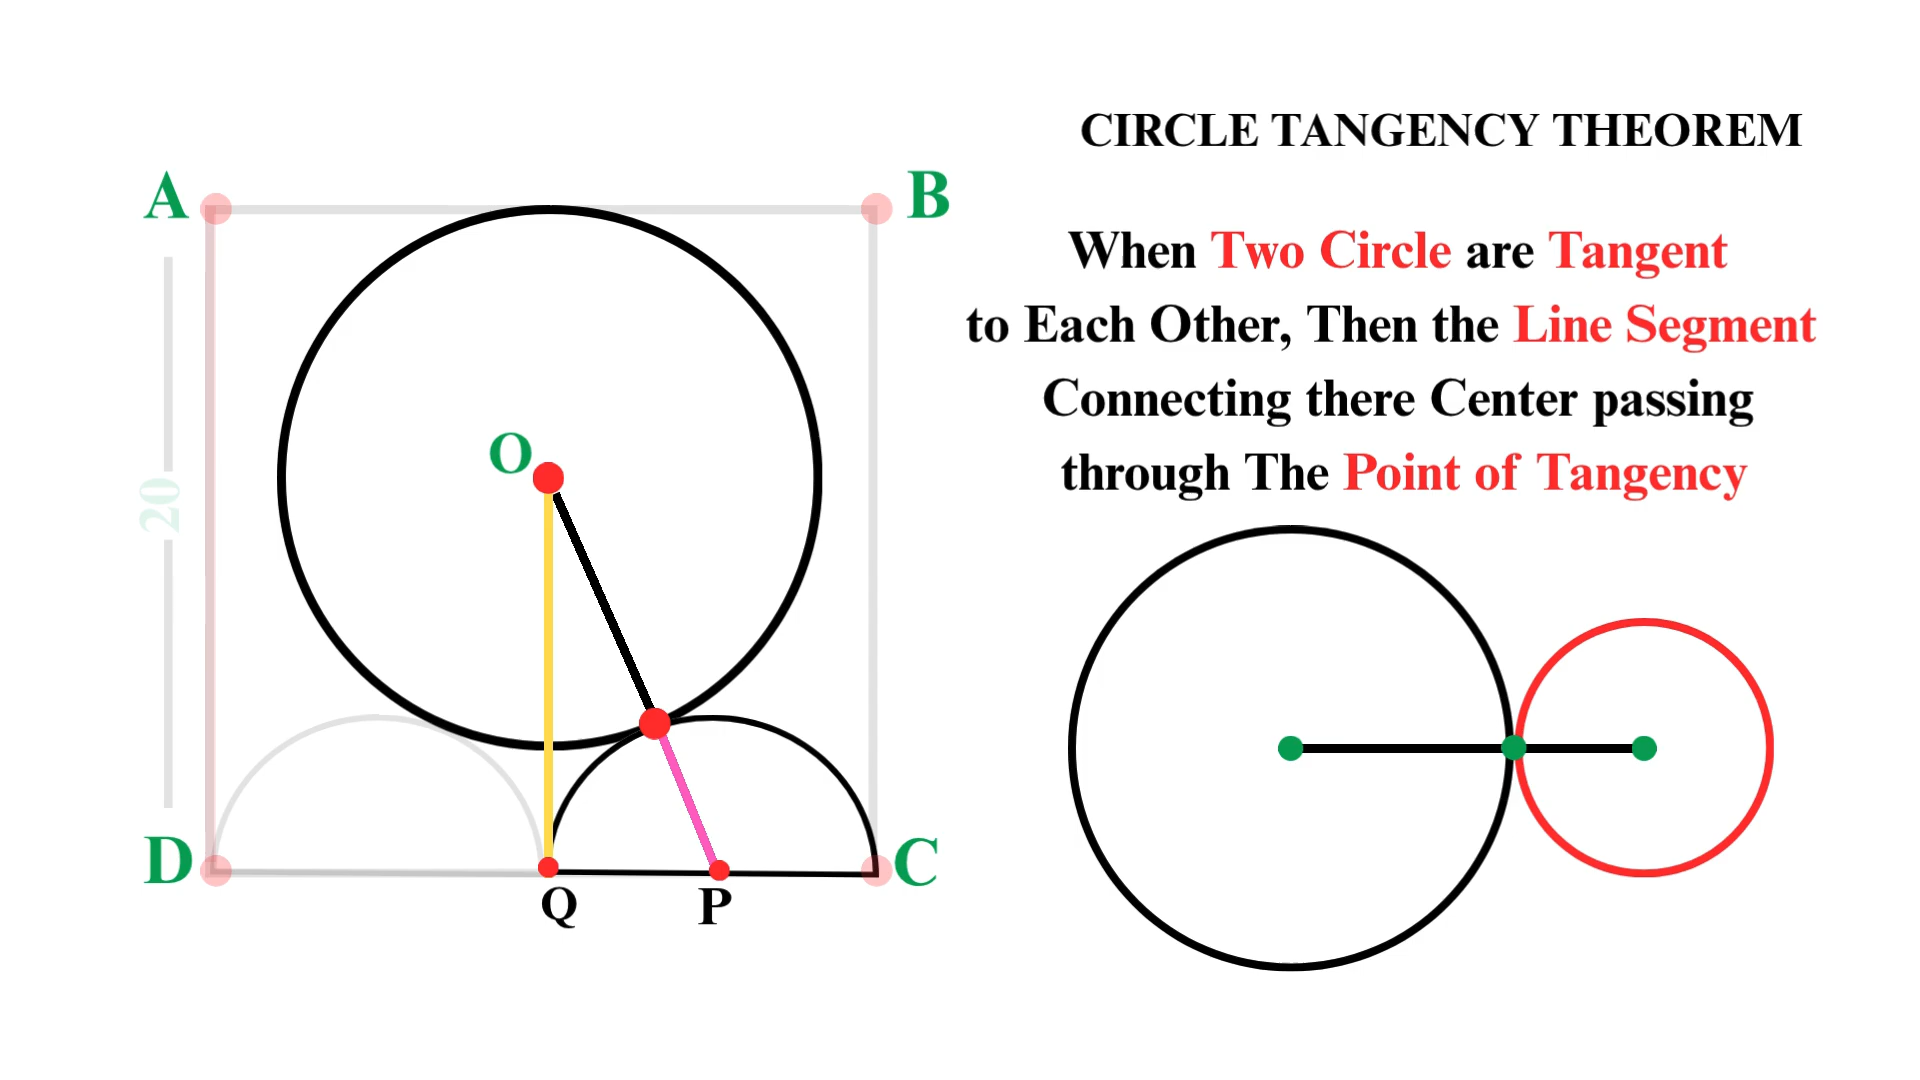 CIRCLE TANGENCY THEOREM
A
B
When Two Circle are Tangent
to Each Other, Then the Line Segment
Connecting there Center passing
through The Point of Tangency
O
20
D
C
Q
P